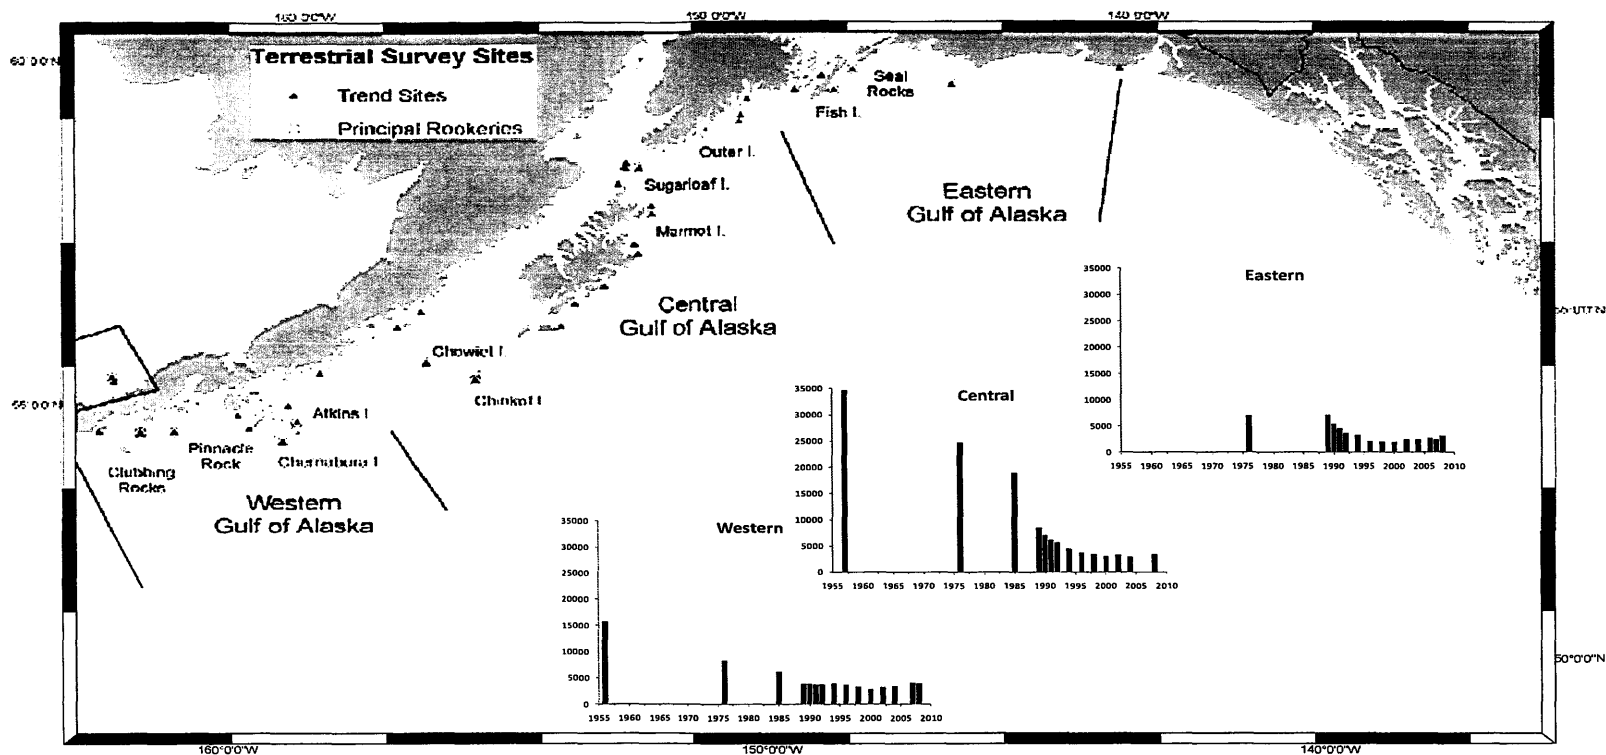 160°0'0"W
150°0'0"W
140°0'0"W
60°0'0"N
Terrestrial Survey Sites
Trend Sites
Principal Rookeries
Seal
Rocks
Fish I.
Outer I.
Sugarloaf I.
Marmot I.
Eastern
Gulf of Alaska
Central
Gulf of Alaska
Chowiet I.
Chirikof I.
Atkins I.
Pinnacle
Rock
Chernabura I.
Clubbing
Rocks
Western
Gulf of Alaska
55°0'0"N
55°0'0"N
Eastern
35000
30000
25000
20000
15000
10000
5000
0
1955 1960 1965 1970 1975 1980 1985 1990 1995 2000 2005 2010
Central
35000
30000
25000
20000
15000
10000
5000
0
1955 1960 1965 1970 1975 1980 1985 1990 1995 2000 2005 2010
Western
35000
30000
25000
20000
15000
10000
5000
0
1955 1960 1965 1970 1975 1980 1985 1990 1995 2000 2005 2010
50°0'0"N
160°0'0"W
150°0'0"W
140°0'0"W